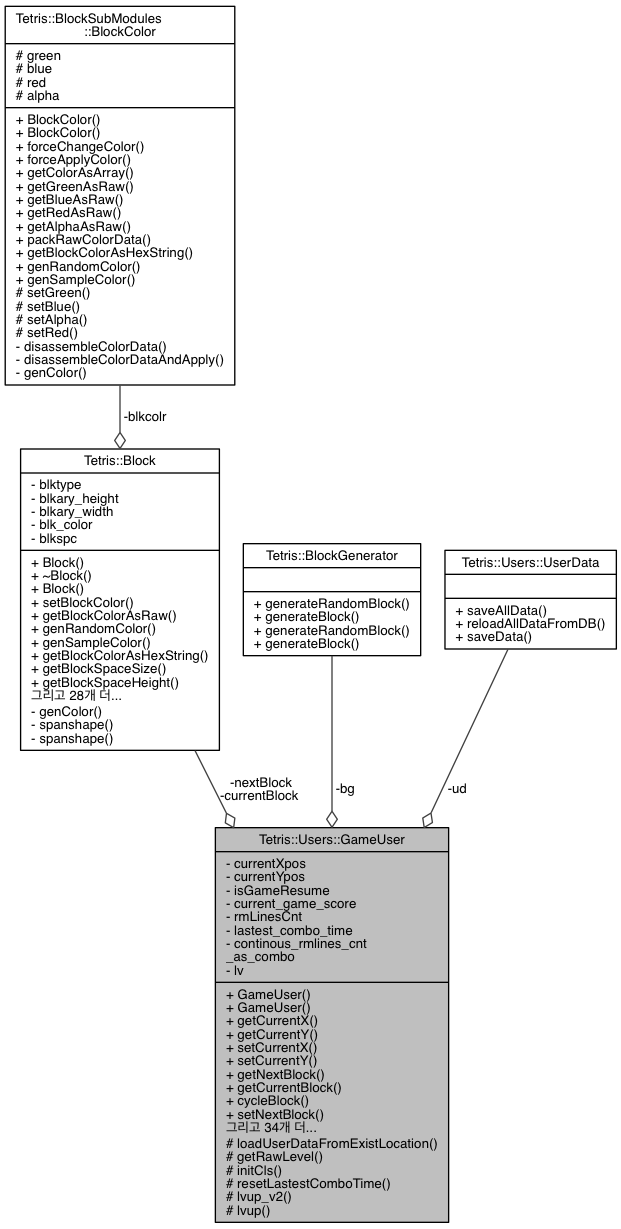 Tetris::BlockSubModules
::BlockColor
# green
# blue
# red
# alpha
+ BlockColor()
+ BlockColor()
+ forceChangeColor()
+ forceApplyColor()
+ getColorAsArray()
+ getGreenAsRaw()
+ getBlueAsRaw()
+ getRedAsRaw()
+ getAlphaAsRaw()
+ packRawColorData()
+ getBlockColorAsHexString()
+ genRandomColor()
+ genSampleColor()
# setGreen()
# setBlue()
# setAlpha()
# setRed()
- disassembleColorData()
- disassembleColorDataAndApply()
- genColor()
-blkcolr
Tetris::Block
- blktype
- blkary_height
- blkary_width
- blk_color
- blkspc
+ Block()
+ ~Block()
+ Block()
+ setBlockColor()
+ getBlockColorAsRaw()
+ genRandomColor()
+ genSampleColor()
+ getBlockColorAsHexString()
+ getBlockSpaceSize()
+ getBlockSpaceHeight()
그리고 28개 더...
- genColor()
- spanshape()
- spanshape()
Tetris::BlockGenerator
+ generateRandomBlock()
+ generateBlock()
+ generateRandomBlock()
+ generateBlock()
Tetris::Users::UserData
+ saveAllData()
+ reloadAllDataFromDB()
+ saveData()
-nextBlock
-currentBlock
-bg
-ud
Tetris::Users::GameUser
- currentXpos
- currentYpos
- isGameResume
- current_game_score
- rmLinesCnt
- lastest_combo_time
- continous_rmlines_cnt
_as_combo
- lv
+ GameUser()
+ GameUser()
+ getCurrentX()
+ getCurrentY()
+ setCurrentX()
+ setCurrentY()
+ getNextBlock()
+ getCurrentBlock()
+ cycleBlock()
+ setNextBlock()
그리고 34개 더...
# loadUserDataFromExistLocation()
# getRawLevel()
# initCls()
# resetLastestComboTime()
# lvup_v2()
# lvup()